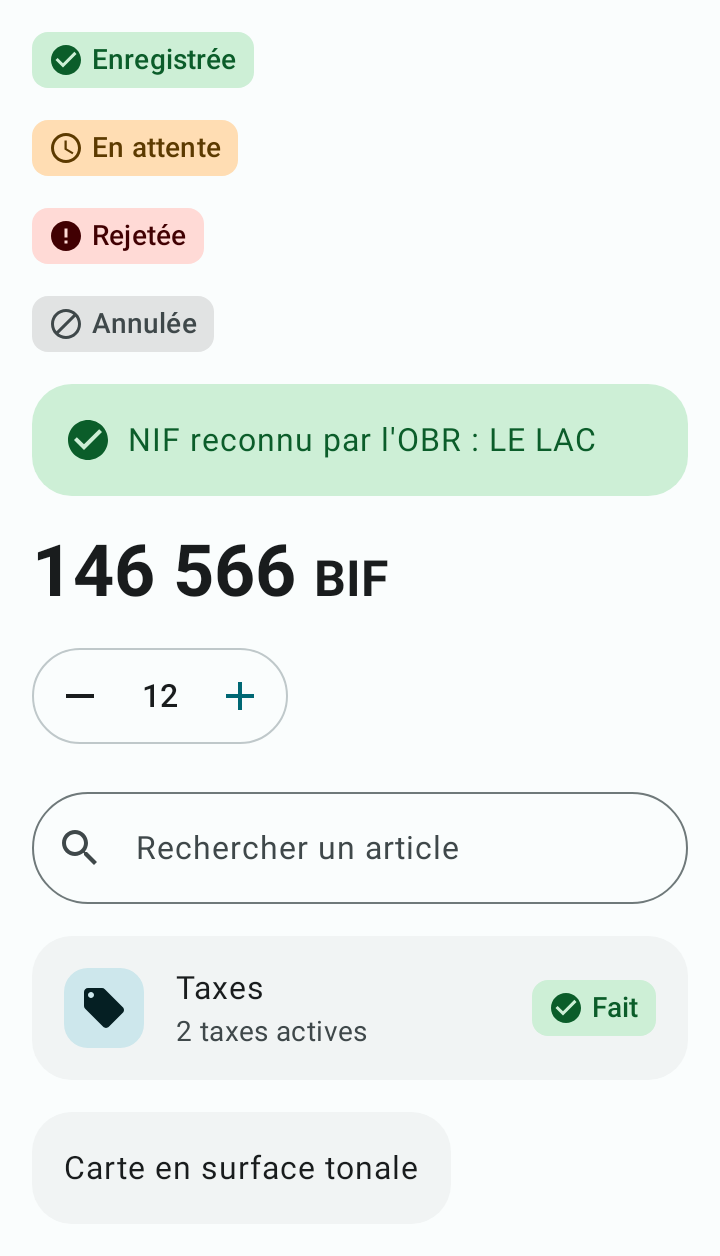 Enregistrée
En attente
Rejetée
Annulée
NIF reconnu par l'OBR : LE LAC
146 566 BIF
12
Rechercher un article
Taxes
2 taxes actives
Fait
Carte en surface tonale